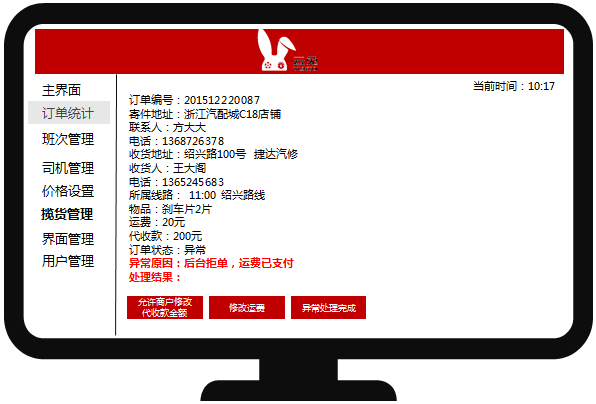 当前时间：10:17
主界面
订单统计
班次管理
司机管理
价格设置
揽货管理
界面管理
用户管理
订单编号：201512220087
寄件地址：浙江汽配城C18店铺
联系人：方大大
电话：1368726378
收货地址：绍兴路100号 捷达汽修
收货人：王大阁
电话：1365245683
所属线路： 11:00 绍兴路线
物品：刹车片2片
运费：20元
代收款：200元
订单状态：异常
异常原因：后台拒单，运费已支付
处理结果：
允许商户修改
代收款金额
修改运费
异常处理完成